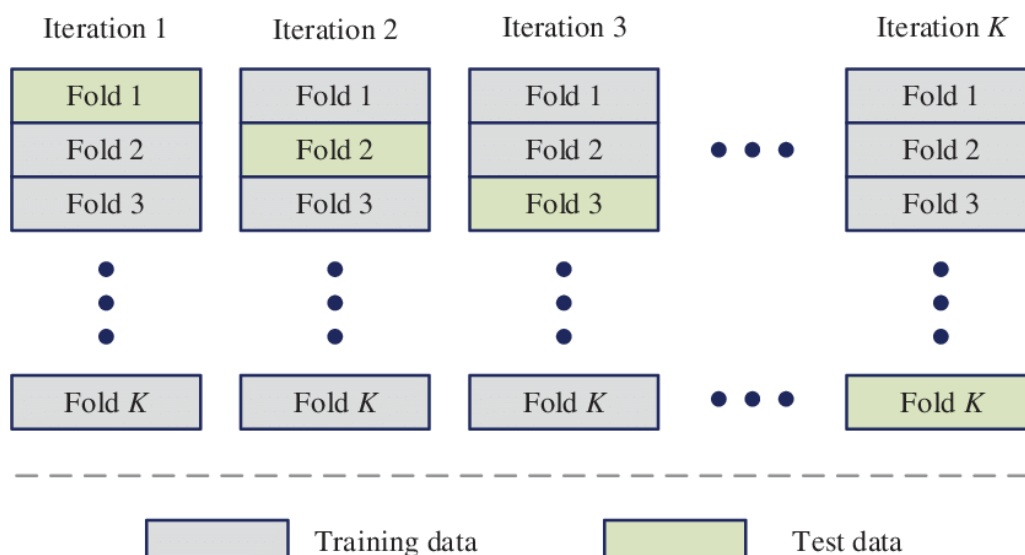 Iteration 1 Iteration 2 Iteration 3 Iteration K
Fold 1 Fold 1 Fold 1 Fold 1
Fold 2 Fold 2 Fold 2 Fold 2
Fold 3 Fold 3 Fold 3 Fold 3
Fold K Fold K Fold K Fold K
Training data Test data